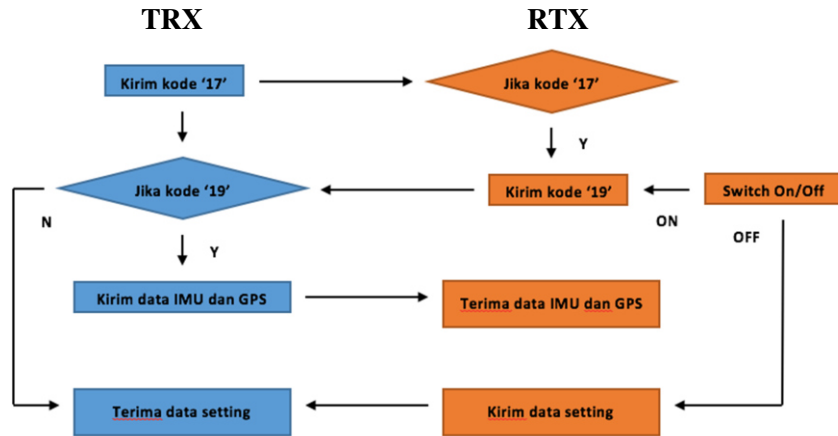 TRX RTX
Kirim kode ‘17’ Jika kode ‘17’
Y
Jika kode ‘19’ Kirim kode ‘19’ Switch On/Off
N ON OFF
Y
Kirim data IMU dan GPS Terima data IMU dan GPS
Terima data setting Kirim data setting